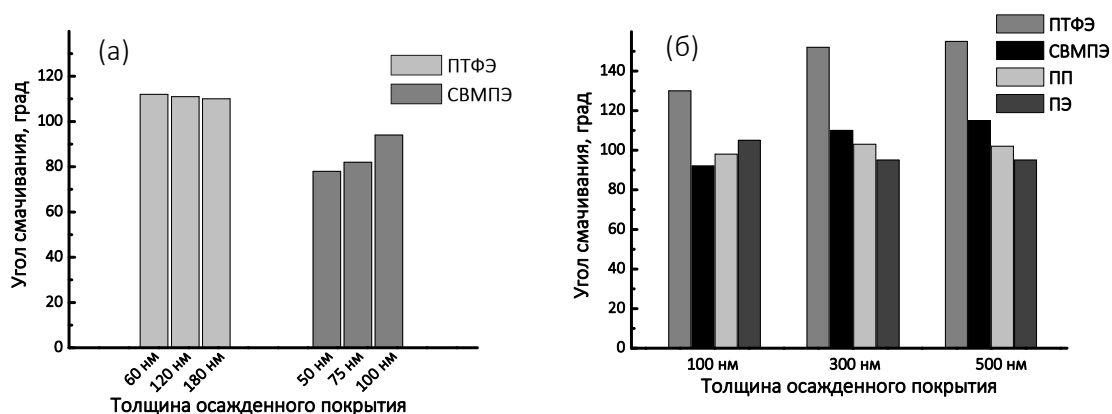 (а)
ПТФЭ
СВМПЭ
Угол смачивания, град
120
100
80
60
40
20
0
60 нм
120 нм
180 нм
50 нм
75 нм
100 нм
Толщина осажденного покрытия
(б)
ПТФЭ
СВМПЭ
ПП
ПЭ
Угол смачивания, град
140
120
100
80
60
40
20
0
100 нм
300 нм
500 нм
Толщина осажденного покрытия